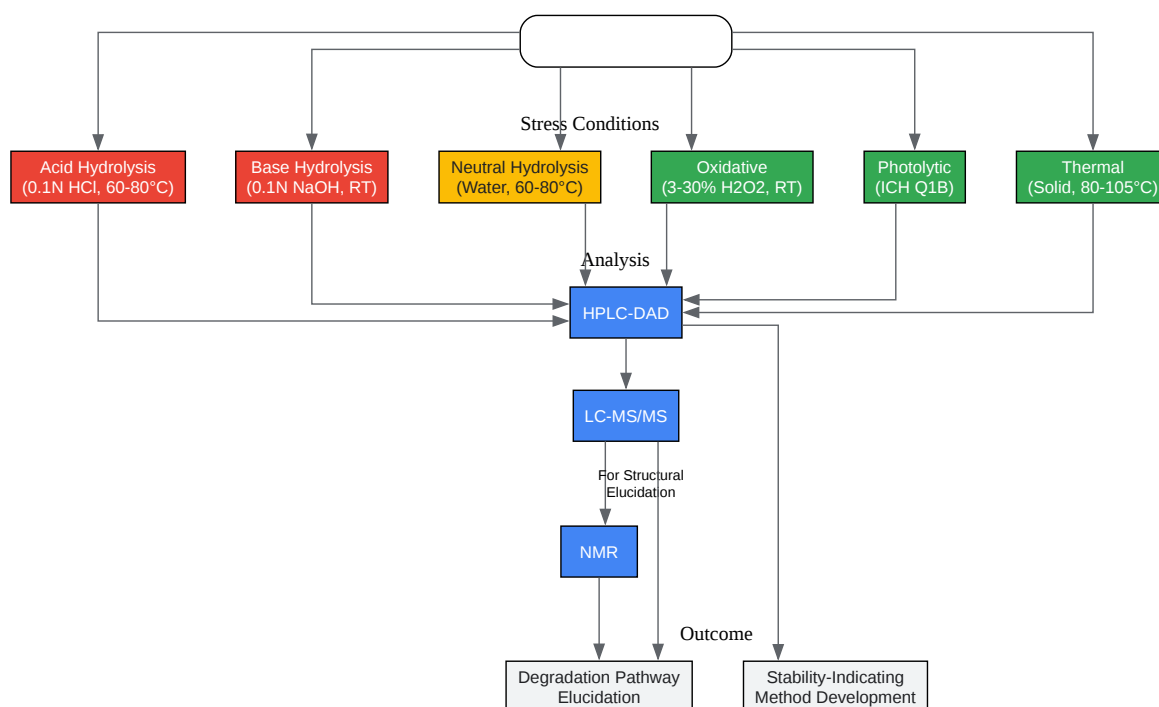 Stress Conditions
Acid Hydrolysis
(0.1N HCl, 60-80°C)
Base Hydrolysis
(0.1N NaOH, RT)
Neutral Hydrolysis
(Water, 60-80°C)
Oxidative
(3-30% H2O2, RT)
Photolytic
(ICH Q1B)
Thermal
(Solid, 80-105°C)
Analysis
HPLC-DAD
LC-MS/MS
For Structural
Elucidation
NMR
Outcome
Degradation Pathway
Elucidation
Stability-Indicating
Method Development